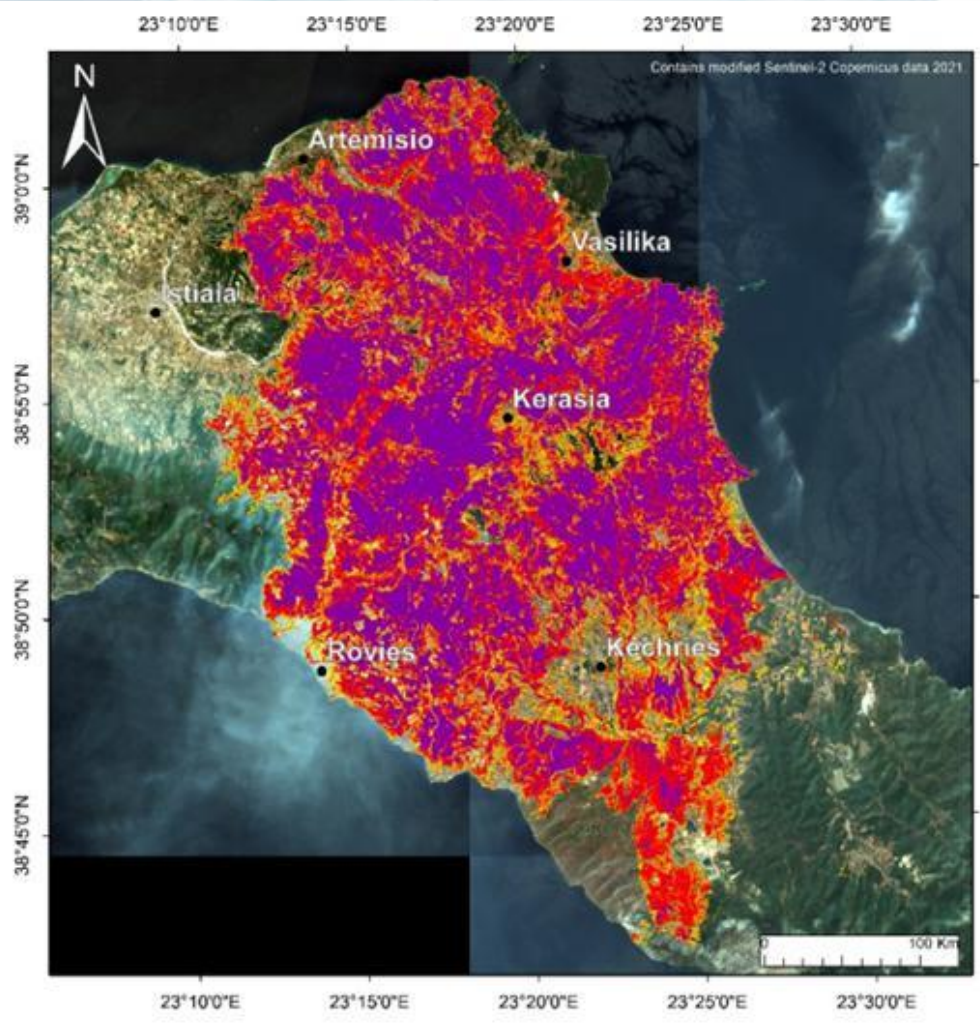 23°10'0"E 23°15'0"E 23°20'0"E 23°25'0"E 23°30'0"E
Contains modified Sentinel-2 Copernicus data 2021
N
Artemisio
39°0'0"N
Vasilika
Istiaia
Kerasia
38°55'0"N
38°50'0"N
Kechries
Rovies
38°45'0"N
0 100 Km
23°10'0"E 23°15'0"E 23°20'0"E 23°25'0"E 23°30'0"E